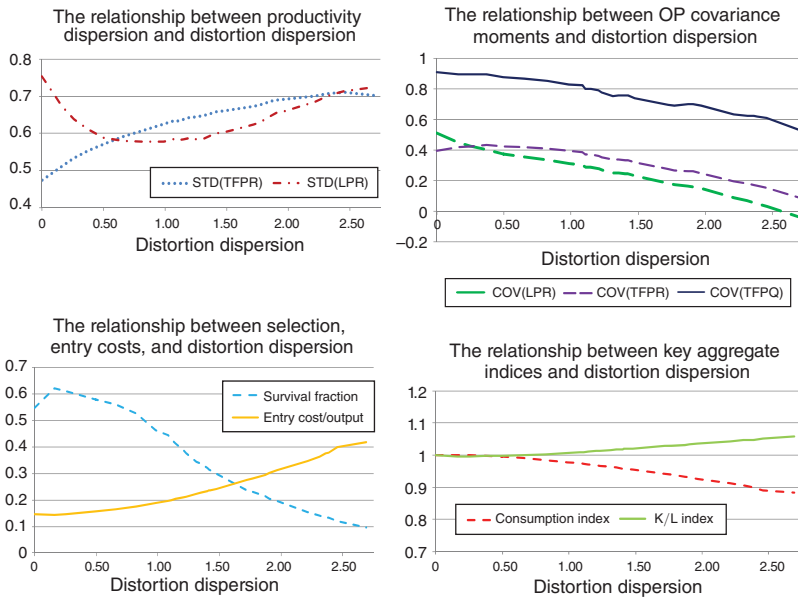 The relationship between productivity
dispersion and distortion dispersion
0.8
0.7
0.6
0.5
0.4
STD(TFPR) STD(LPR)
0 0.50 1.00 1.50 2.00 2.50
Distortion dispersion
The relationship between OP covariance
moments and distortion dispersion
1
0.8
0.6
0.4
0.2
0
−0.2
0 0.50 1.00 1.50 2.00 2.50
Distortion dispersion
COV(LPR) COV(TFPR) COV(TFPQ)
The relationship between selection,
entry costs, and distortion dispersion
0.7
0.6
0.5
0.4
0.3
0.2
0.1
0
Survival fraction
Entry cost/output
0 0.50 1.00 1.50 2.00 2.50
Distortion dispersion
The relationship between key aggregate
indices and distortion dispersion
1.2
1.1
1.0
0.9
0.8
0.7
Consumption index K/L index
0 0.50 1.00 1.50 2.00 2.50
Distortion dispersion